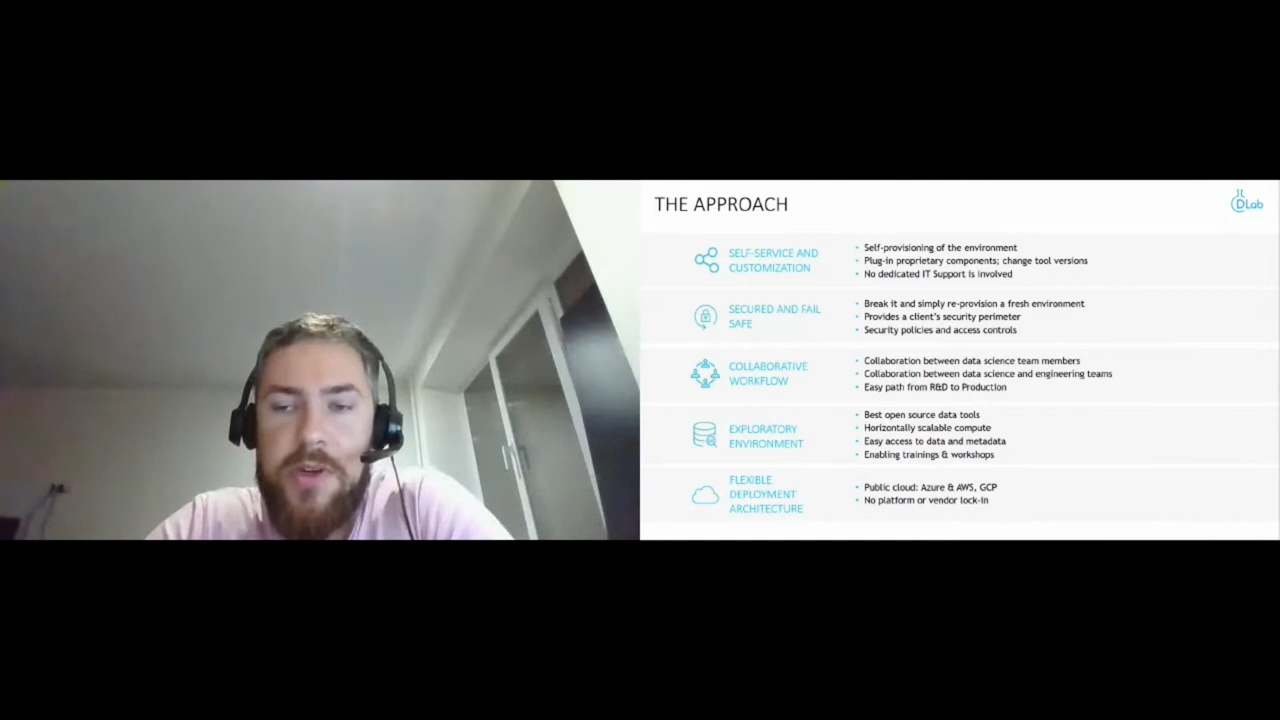 THE APPROACH
DLab
SELF-SERVICE AND
CUSTOMIZATION
• Self-provisioning of the environment
• Plug-in proprietary components; change tool versions
• No dedicated IT Support is involved
SECURED AND FAIL
SAFE
• Break it and simply re-provision a fresh environment
• Provides a client's security perimeter
• Security policies and access controls
COLLABORATIVE
WORKFLOW
• Collaboration between data science team members
• Collaboration between data science and engineering teams
• Easy path from R&D to Production
EXPLORATORY
ENVIRONMENT
• Best open source data tools
• Horizontally scalable compute
• Easy access to data and metadata
• Enabling trainings & workshops
FLEXIBLE
DEPLOYMENT
ARCHITECTURE
• Public cloud: Azure & AWS, GCP
• No platform or vendor lock-in